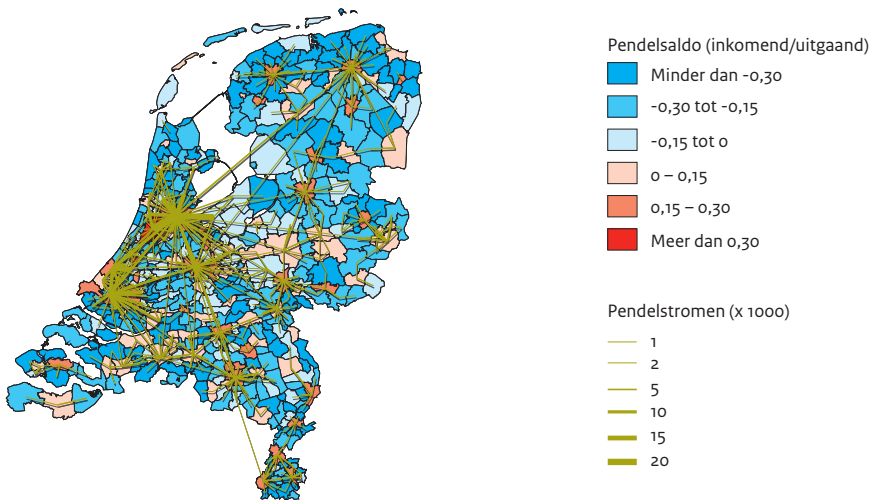 Pendelsaldo (inkomend/uitgaand)
Minder dan -0,30
-0,30 tot -0,15
-0,15 tot 0
0 – 0,15
0,15 – 0,30
Meer dan 0,30
Pendelstromen (x 1000)
1
2
5
10
15
20